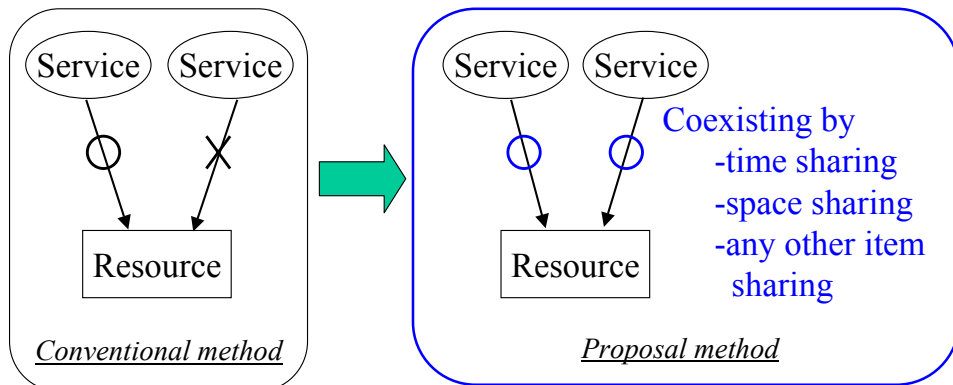 Service
Service
Resource
Conventional method
Service
Service
Coexisting by
-time sharing
-space sharing
-any other item
sharing
Resource
Proposal method